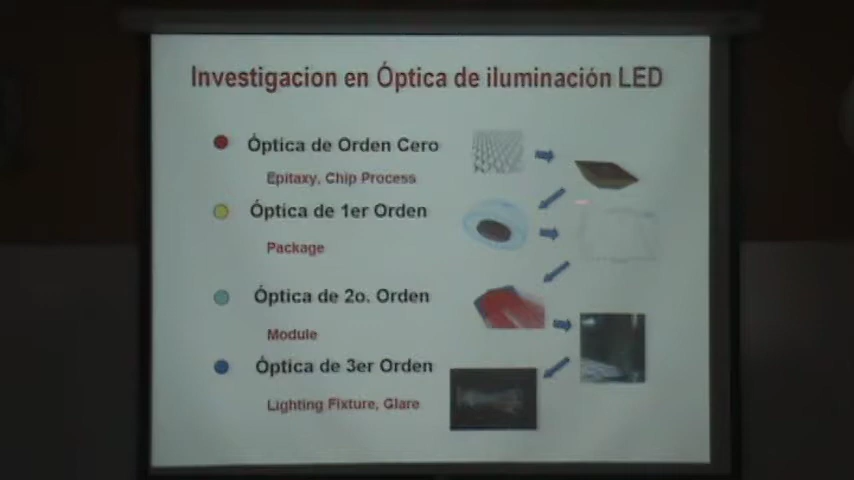 Investigacion en Óptica de iluminación LED
Óptica de Orden Cero
Epitaxy, Chip Process
Óptica de 1er Orden
Package
Óptica de 2o. Orden
Module
Óptica de 3er Orden
Lighting Fixture, Glare